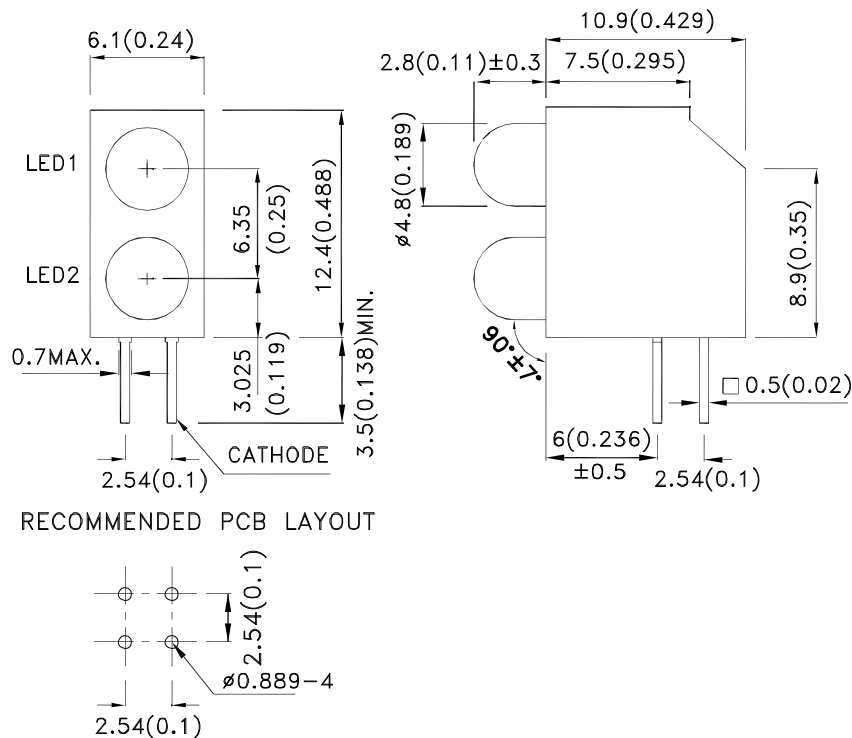 6.1(0.24)
LED1
LED2
6.35
(0.25)
12.4(0.488)
3.025
(0.119)
3.5(0.138)MIN.
0.7MAX.
CATHODE
2.54(0.1)
10.9(0.429)
2.8(0.11)±0.3
7.5(0.295)
ø4.8(0.189)
8.9(0.35)
90°±7°
□ 0.5(0.02)
6(0.236)
±0.5
2.54(0.1)
RECOMMENDED PCB LAYOUT
2.54(0.1)
ø0.889-4
2.54(0.1)